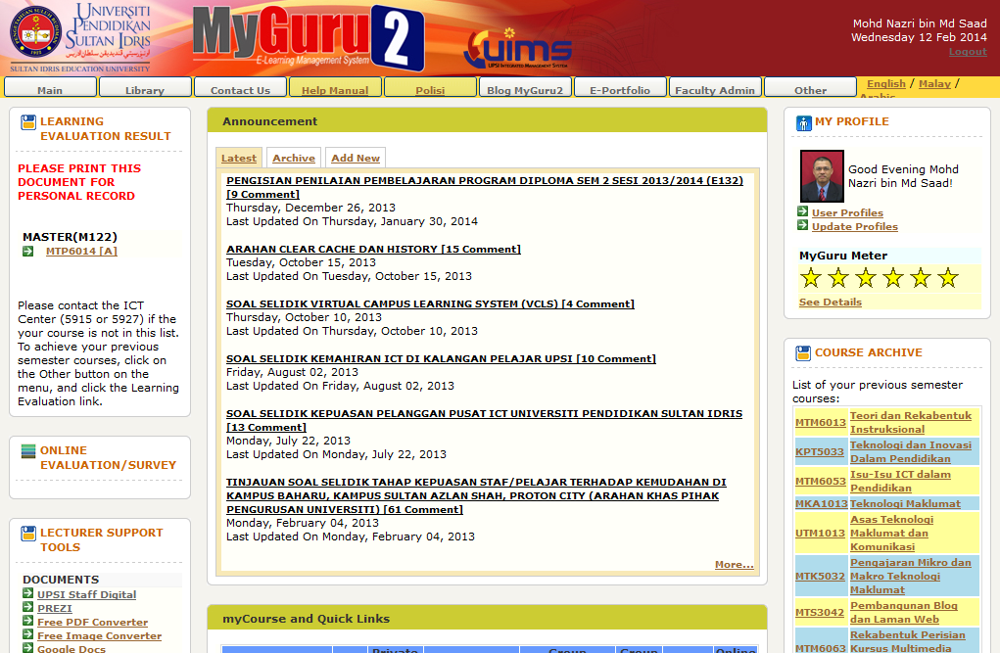 UNIVERSITI
PENDIDIKAN
SULTAN IDRIS
SULTAN IDRIS EDUCATION UNIVERSITY
MyGuru 2
E-Learning Management System
uims
UPSI INTEGRATED MANAGEMENT SYSTEM
Mohd Nazri bin Md Saad
Wednesday 12 Feb 2014
Logout
Main
Library
Contact Us
Help Manual
Polisi
Blog MyGuru2
E-Portfolio
Faculty Admin
Other
English / Malay /
Arabic
LEARNING
EVALUATION RESULT
PLEASE PRINT THIS
DOCUMENT FOR
PERSONAL RECORD
MASTER(M122)
MTP6014 [A]
Please contact the ICT
Center (5915 or 5927) if the
your course is not in this list.
To achieve your previous
semester courses, click on
the Other button on the
menu, and click the Learning
Evaluation link.
ONLINE
EVALUATION/SURVEY
LECTURER SUPPORT
TOOLS
DOCUMENTS
UPSI Staff Digital
PREZI
Free PDF Converter
Free Image Converter
Google Docs
Announcement
Latest
Archive
Add New
PENGISIAN PENILAIAN PEMBELAJARAN PROGRAM DIPLOMA SEM 2 SESI 2013/2014 (E132)
[9 Comment]
Thursday, December 26, 2013
Last Updated On Thursday, January 30, 2014
ARAHAN CLEAR CACHE DAN HISTORY [15 Comment]
Tuesday, October 15, 2013
Last Updated On Tuesday, October 15, 2013
SOAL SELIDIK VIRTUAL CAMPUS LEARNING SYSTEM (VCLS) [4 Comment]
Thursday, October 10, 2013
Last Updated On Thursday, October 10, 2013
SOAL SELIDIK KEMAHIRAN ICT DI KALANGAN PELAJAR UPSI [10 Comment]
Friday, August 02, 2013
Last Updated On Friday, August 02, 2013
SOAL SELIDIK KEPUASAN PELANGGAN PUSAT ICT UNIVERSITI PENDIDIKAN SULTAN IDRIS
[13 Comment]
Monday, July 22, 2013
Last Updated On Monday, July 22, 2013
TINJAUAN SOAL SELIDIK TAHAP KEPUASAN STAF/PELAJAR TERHADAP KEMUDAHAN DI
KAMPUS BAHARU, KAMPUS SULTAN AZLAN SHAH, PROTON CITY (ARAHAN KHAS PIHAK
PENGURUSAN UNIVERSITI) [61 Comment]
Monday, February 04, 2013
Last Updated On Monday, February 04, 2013
More...
myCourse and Quick Links
Private
Group
Group
Online
MY PROFILE
Good Evening Mohd
Nazri bin Md Saad!
User Profiles
Update Profiles
MyGuru Meter
See Details
COURSE ARCHIVE
List of your previous semester
courses:
MTM6013 Teori dan Rekabentuk
Instruksional
KPT5033 Teknologi dan Inovasi
Dalam Pendidikan
MTM6053 Isu-Isu ICT dalam
Pendidikan
MKA1013 Teknologi Maklumat
UTM1013 Asas Teknologi
Maklumat dan
Komunikasi
MTK5032 Pengajaran Mikro dan
Makro Teknologi
Maklumat
MTS3042 Pembangunan Blog
dan Laman Web
MTM6063 Rekabentuk Perisian
Kursus Multimedia